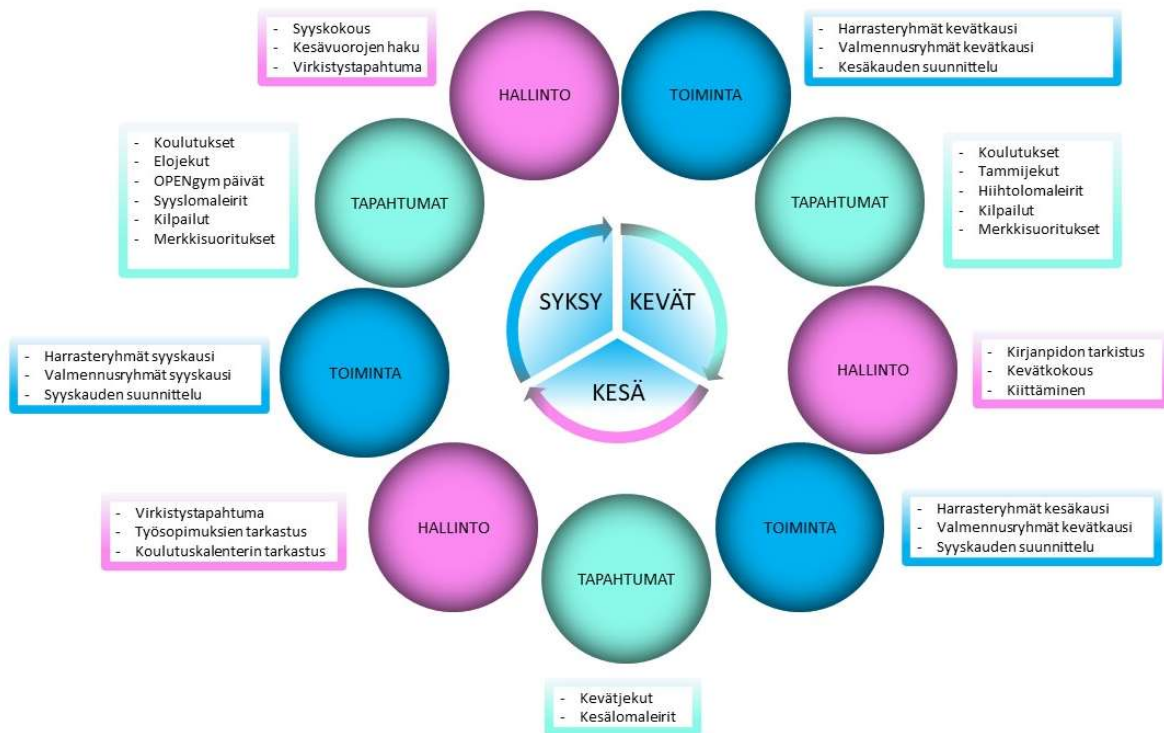 - Syyskokous
- Kesävuorojen haku
- Virkistystapahtuma
HALLINTO
TOIMINTA
- Harrasteryhmät kevätkausi
- Valmennusryhmät kevätkausi
- Kesäkauden suunnittelu
- Koulutukset
- Elojekut
- OPENgym päivät
- Syyslomaleirit
- Kilpailut
- Merkkisuoritukset
TAPAHTUMAT
TAPAHTUMAT
- Koulutukset
- Tammijekut
- Hiihtolomaleirit
- Kilpailut
- Merkkisuoritukset
SYKSY
KEVÄT
KESÄ
- Harrasteryhmät syyskausi
- Valmennusryhmät syyskausi
- Syyskauden suunnittelu
TOIMINTA
HALLINTO
- Kirjanpidon tarkistus
- Kevätkokous
- Kiittäminen
- Virkistystapahtuma
- Työsopimuksien tarkastus
- Koulutuskalenterin tarkastus
HALLINTO
TAPAHTUMAT
TOIMINTA
- Harrasteryhmät kesäkausi
- Valmennusryhmät kevätkausi
- Syyskauden suunnittelu
- Kevätjekut
- Kesälomaleirit